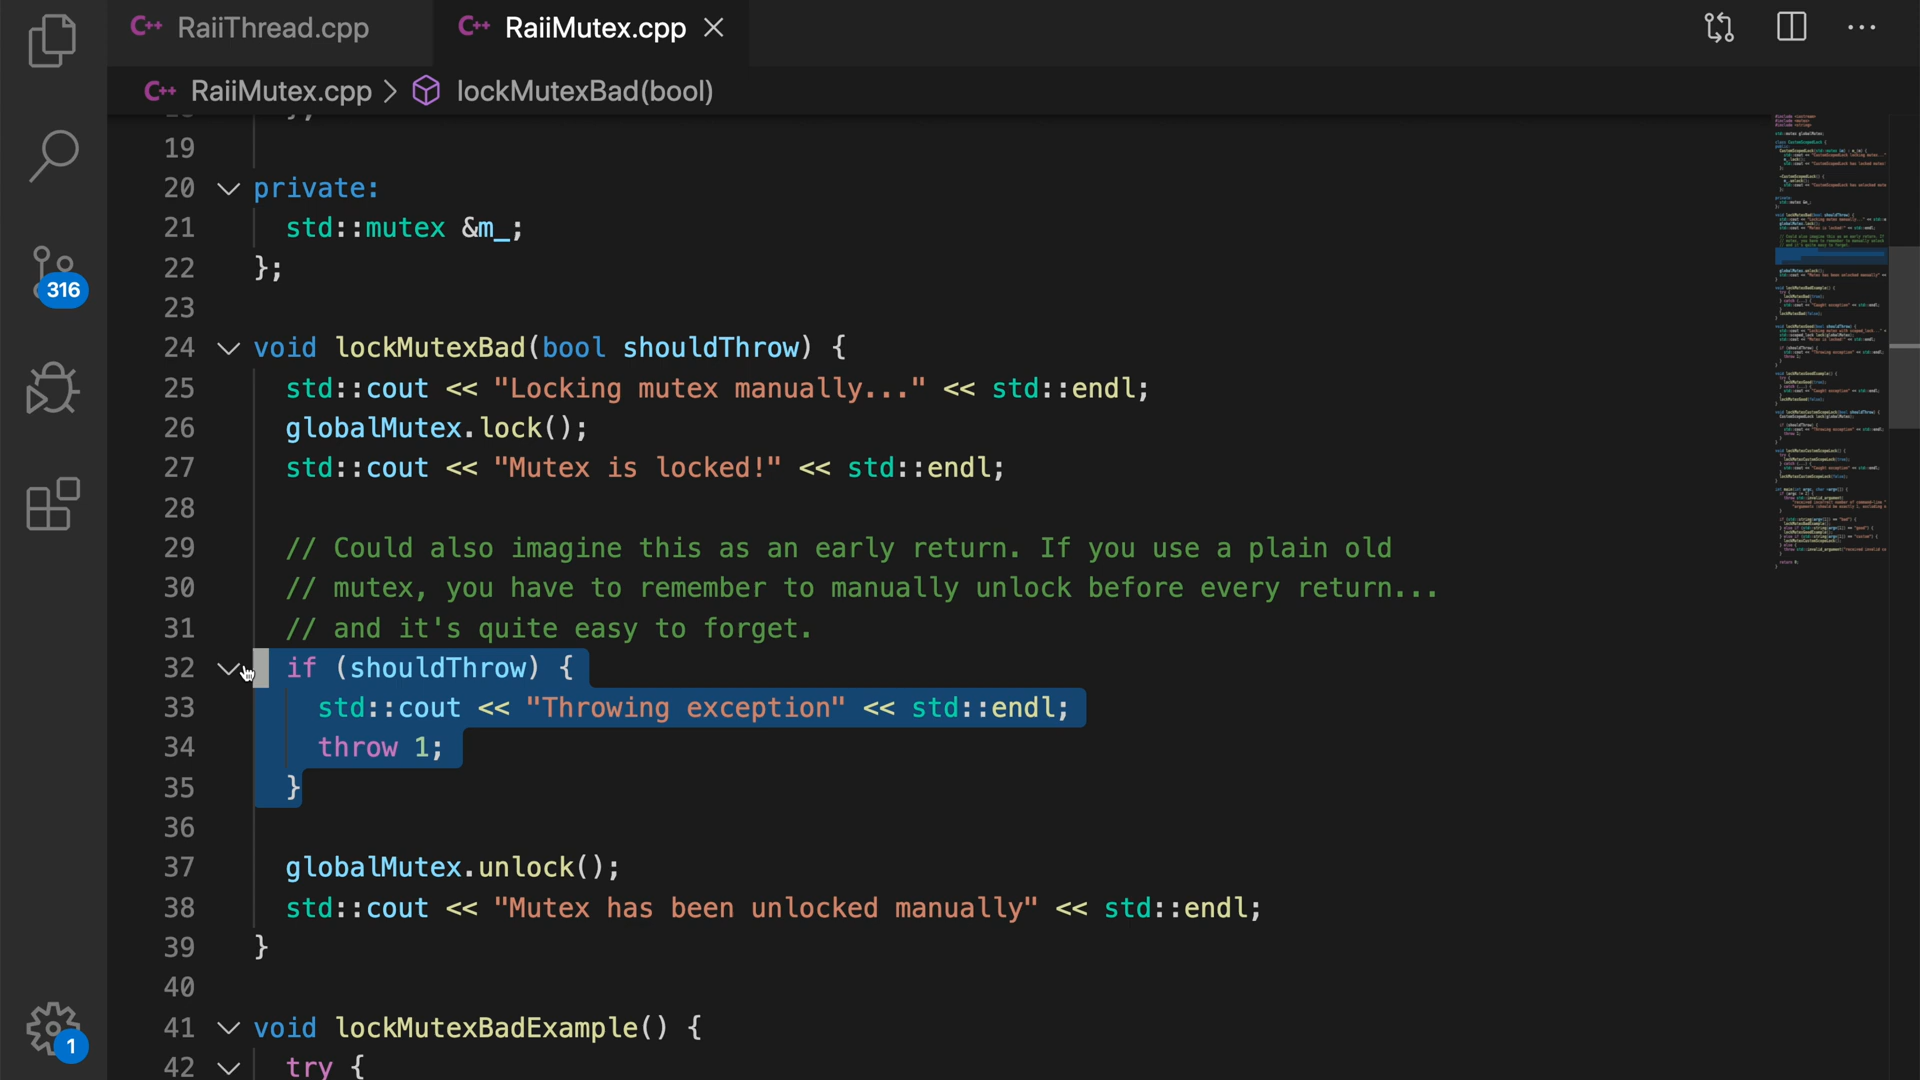 RaiiThread.cpp
RaiiMutex.cpp
RaiiMutex.cpp > lockMutexBad(bool)
19
20 private:
21 std::mutex &m_;
22 };
23
24 void lockMutexBad(bool shouldThrow) {
25 std::cout << "Locking mutex manually..." << std::endl;
26 globalMutex.lock();
27 std::cout << "Mutex is locked!" << std::endl;
28
29 // Could also imagine this as an early return. If you use a plain old
30 // mutex, you have to remember to manually unlock before every return...
31 // and it's quite easy to forget.
32 if (shouldThrow) {
33 std::cout << "Throwing exception" << std::endl;
34 throw 1;
35 }
36
37 globalMutex.unlock();
38 std::cout << "Mutex has been unlocked manually" << std::endl;
39 }
40
41 void lockMutexBadExample() {
42 try {
316
1